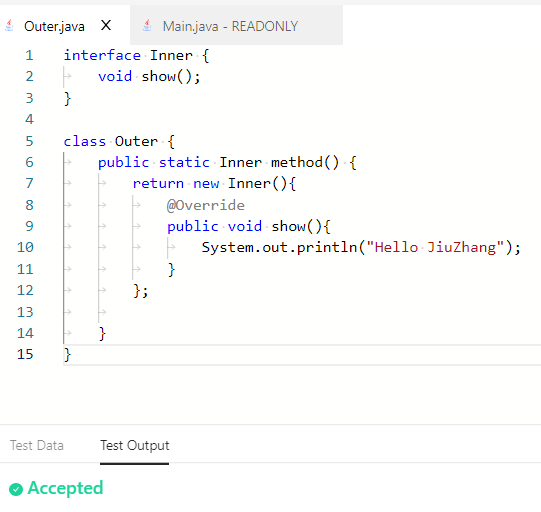 Outer.java X Main.java - READONLY
1 interface Inner {
2 void show();
3 }
4
5 class Outer {
6 public static Inner method() {
7 return new Inner(){
8 @Override
9 public void show(){
10 System.out.println("Hello JiuZhang");
11 }
12 };
13
14 }
15 }
Test Data Test Output
Accepted